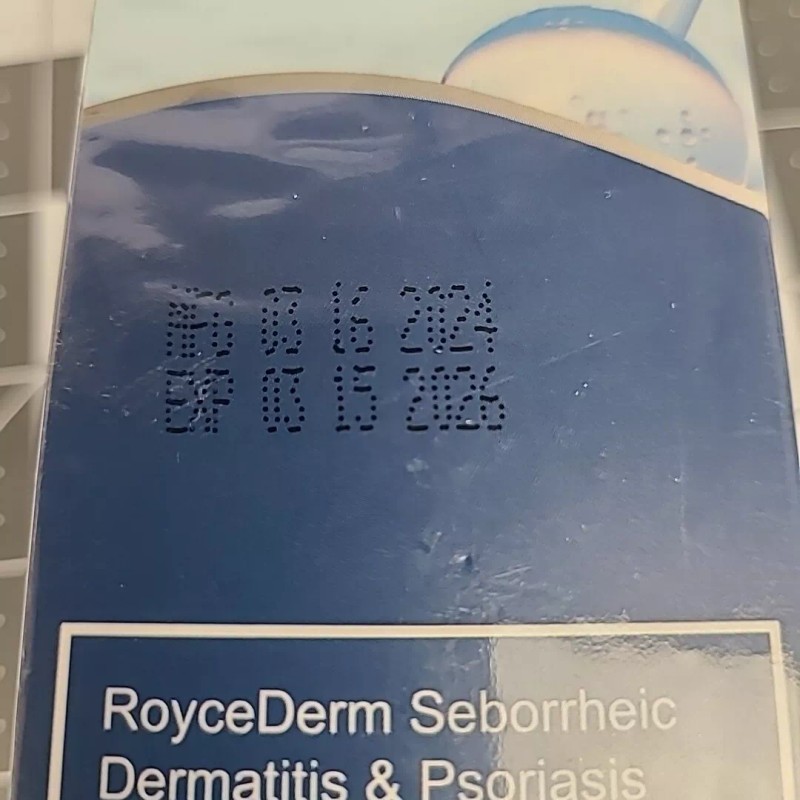 MFG 03 16 2024
EXP 03 15 2026
RoyceDerm Seborrheic
Dermatitis & Psoriasis